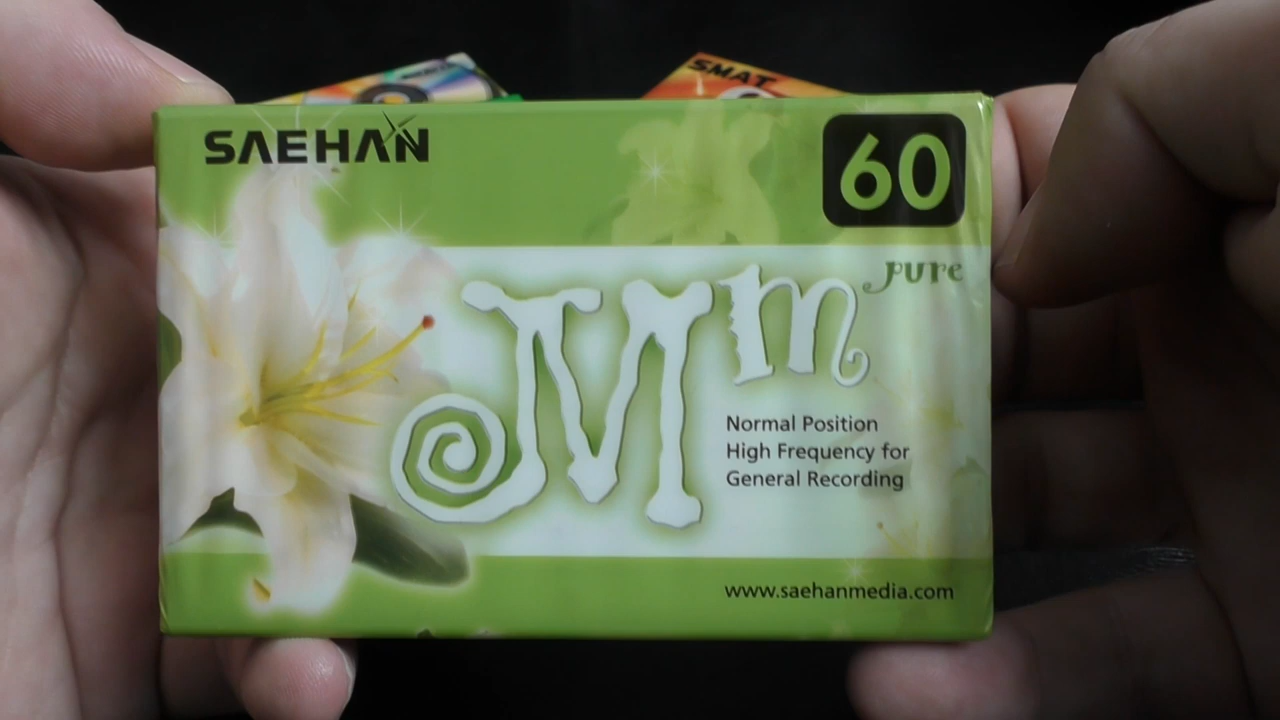 SMAT
SAEHAN
60
pure
Mm
Normal Position
High Frequency for
General Recording
www.saehanmedia.com